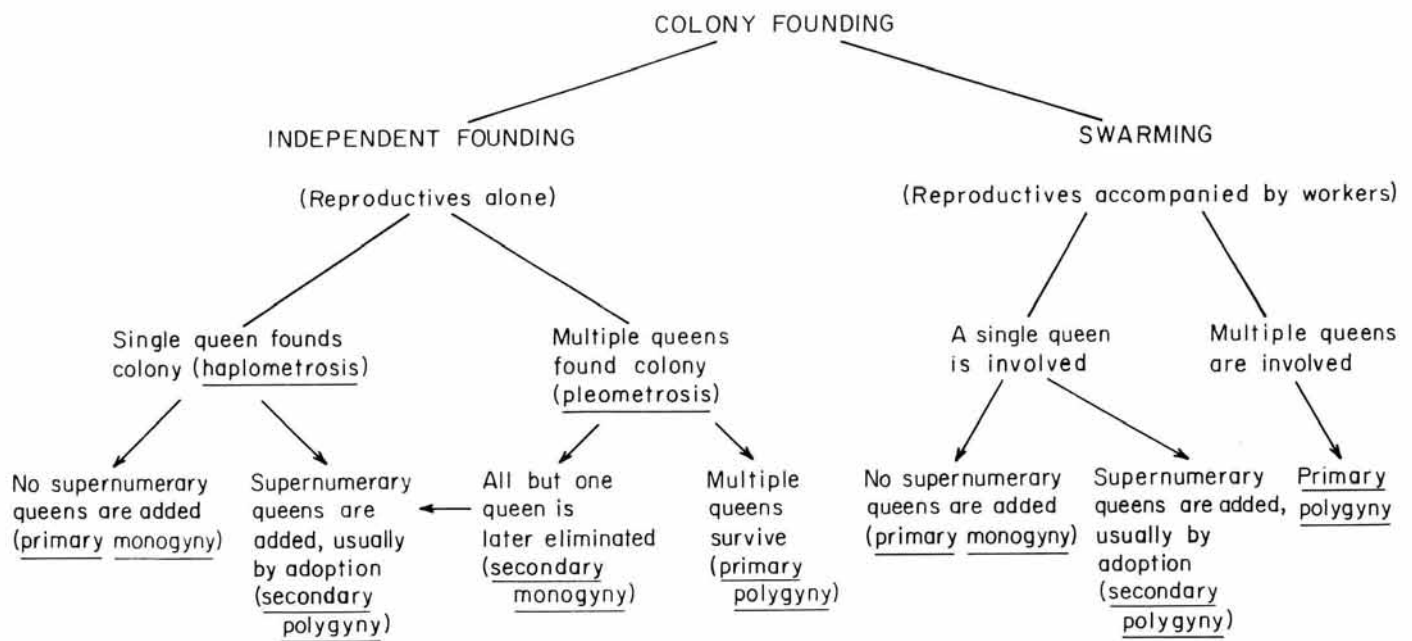 COLONY FOUNDING
INDEPENDENT FOUNDING
(Reproductives alone)
SWARMING
(Reproductives accompanied by workers)
Single queen founds
colony (haplometrosis)
Multiple queens
found colony
(pleometrosis)
A single queen
is involved
Multiple queens
are involved
No supernumerary
queens are added
(primary monogyny)
Supernumerary
queens are
added, usually
by adoption
(secondary
polygyny)
All but one
queen is
later eliminated
(secondary
monogyny)
Multiple
queens
survive
(primary
polygyny)
No supernumerary
queens are added
(primary monogyny)
Supernumerary
queens are added,
usually by
adoption
(secondary
polygyny)
Primary
polygyny